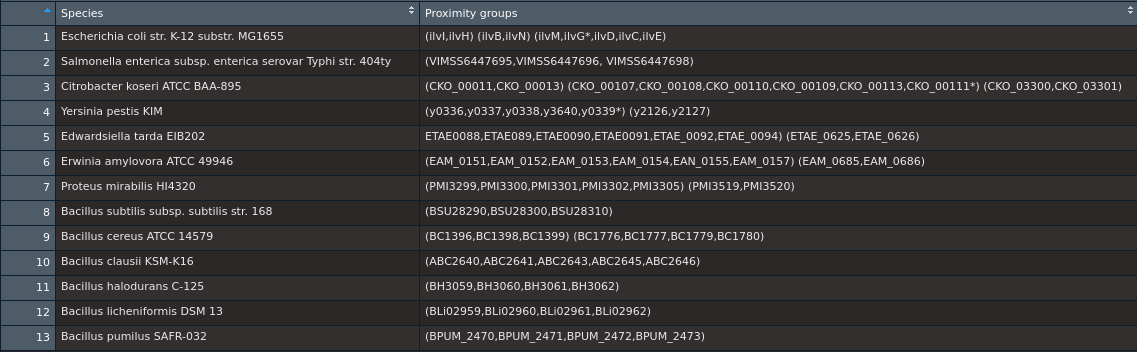 Species Proximity groups
1 Escherichia coli str. K-12 substr. MG1655 (ilvI,ilvH) (ilvB,ilvN) (ilvM,ilvG*,ilvD,ilvC,ilvE)
2 Salmonella enterica subsp. enterica serovar Typhi str. 404ty (VIMSS6447695,VIMSS6447696, VIMSS6447698)
3 Citrobacter koseri ATCC BAA-895 (CKO_00011,CKO_00013) (CKO_00107,CKO_00108,CKO_00110,CKO_00109,CKO_00113,CKO_00111*) (CKO_03300,CKO_03301)
4 Yersinia pestis KIM (y0336,y0337,y0338,y3640,y0339*) (y2126,y2127)
5 Edwardsiella tarda EIB202 ETAE0088,ETAE089,ETAE0090,ETAE0091,ETAE_0092,ETAE_0094) (ETAE_0625,ETAE_0626)
6 Erwinia amylovora ATCC 49946 (EAM_0151,EAM_0152,EAM_0153,EAM_0154,EAN_0155,EAM_0157) (EAM_0685,EAM_0686)
7 Proteus mirabilis HI4320 (PMI3299,PMI3300,PMI3301,PMI3302,PMI3305) (PMI3519,PMI3520)
8 Bacillus subtilis subsp. subtilis str. 168 (BSU28290,BSU28300,BSU28310)
9 Bacillus cereus ATCC 14579 (BC1396,BC1398,BC1399) (BC1776,BC1777,BC1779,BC1780)
10 Bacillus clausii KSM-K16 (ABC2640,ABC2641,ABC2643,ABC2645,ABC2646)
11 Bacillus halodurans C-125 (BH3059,BH3060,BH3061,BH3062)
12 Bacillus licheniformis DSM 13 (BLi02959,BLi02960,BLi02961,BLi02962)
13 Bacillus pumilus SAFR-032 (BPUM_2470,BPUM_2471,BPUM_2472,BPUM_2473)